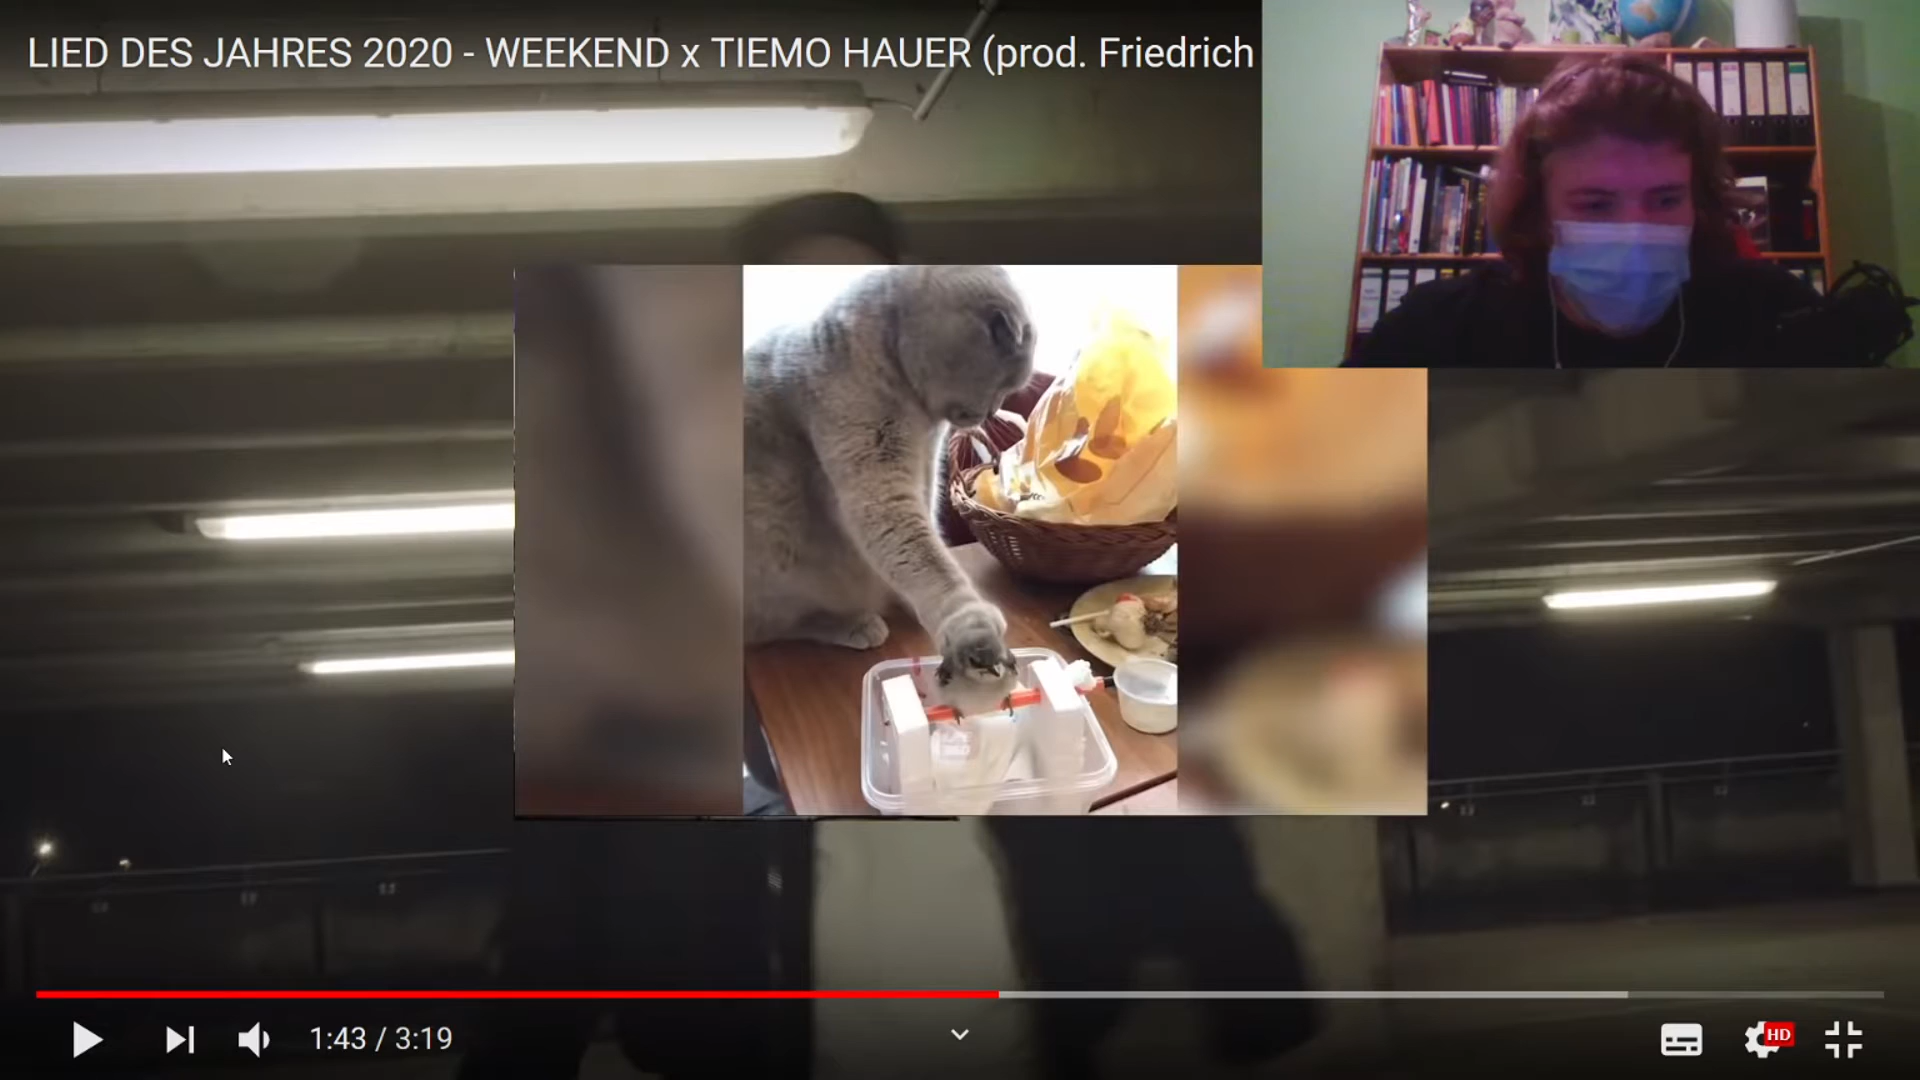 LIED DES JAHRES 2020 - WEEKEND x TIEMO HAUER (prod. Friedrich
1:43 / 3:19
HD